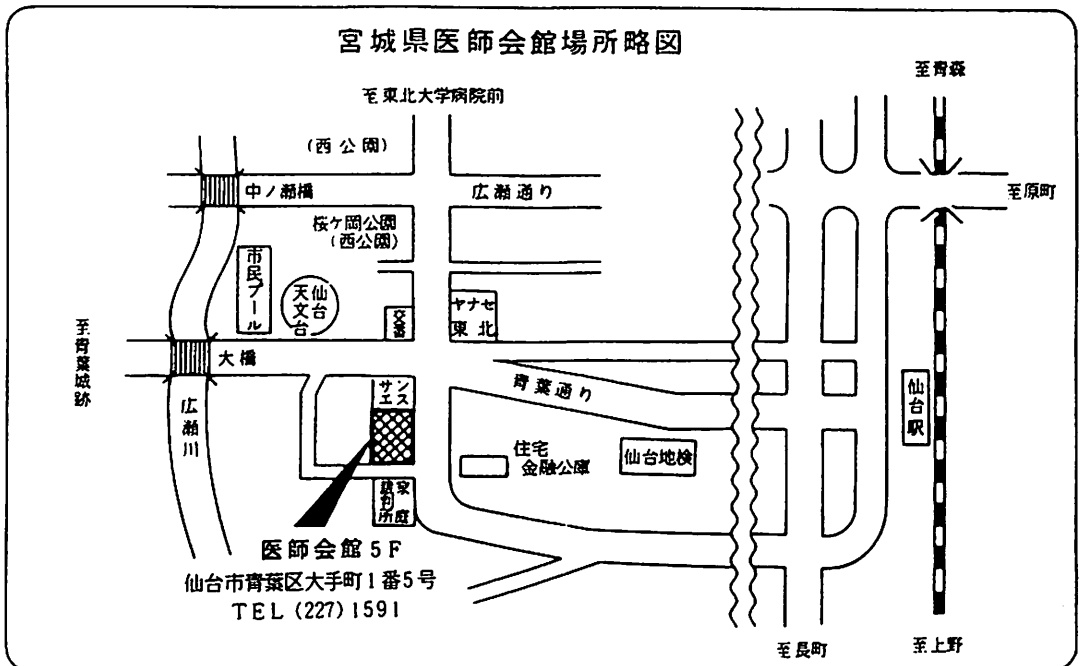 宮城県医師会館場所略図
至青森
至東北大学病院前
(西公園)
中ノ瀬橋
広瀬通り
至原町
桜ケ岡公園
(西公園)
市民プール
仙台
天文台
交番
ヤナセ
東北
至青葉城跡
大橋
青葉通り
サン
エス
仙台駅
広瀬川
住宅
金融公庫
仙台地検
家庭
裁判所
医師会館5F
仙台市青葉区大手町1番5号
TEL (227) 1591
至長町
至上野